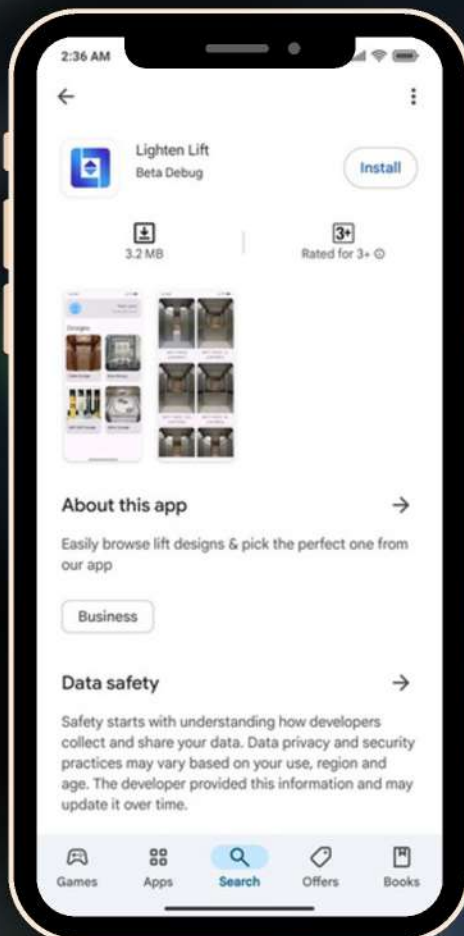 2:36 AM
Lighten Lift
Beta Debug
Install
3.2 MB
3+
Rated for 3+
Designs
About this app
Easily browse lift designs & pick the perfect one from
our app
Business
Data safety
Safety starts with understanding how developers
collect and share your data. Data privacy and security
practices may vary based on your use, region and
age. The developer provided this information and may
update it over time.
Games
Apps
Search
Offers
Books